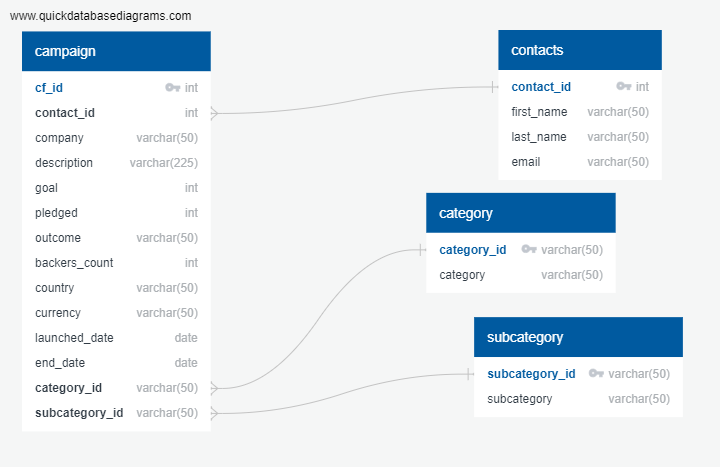 www.quickdatabasediagrams.com
campaign
cf_id int
contact_id int
company varchar(50)
description varchar(225)
goal int
pledged int
outcome varchar(50)
backers_count int
country varchar(50)
currency varchar(50)
launched_date date
end_date date
category_id varchar(50)
subcategory_id varchar(50)
contacts
contact_id int
first_name varchar(50)
last_name varchar(50)
email varchar(50)
category
category_id varchar(50)
category varchar(50)
subcategory
subcategory_id varchar(50)
subcategory varchar(50)